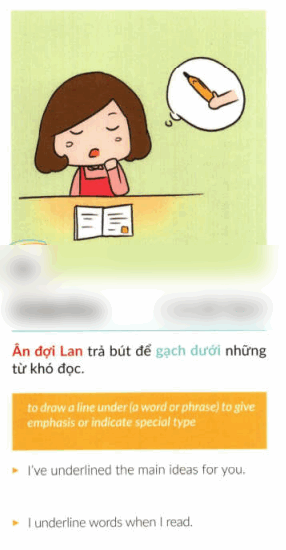 Ân đợi Lan trả bút để gạch dưới những
từ khó đọc.
to draw a line under (a word or phrase) to give
emphasis or indicate special type
► I've underlined the main ideas for you.
► I underline words when I read.